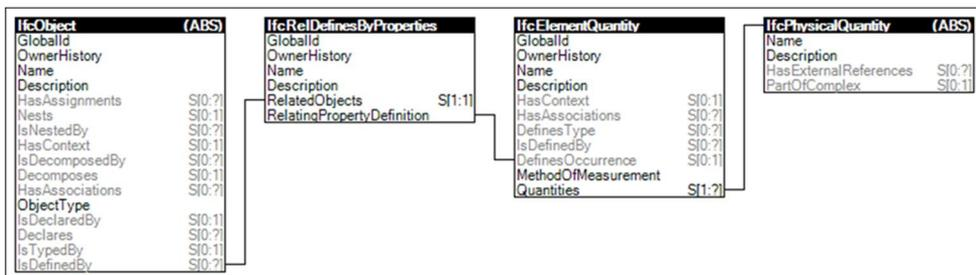 IfcObject (ABS)
GlobalId
OwnerHistory
Name
Description
HasAssignments S[0:?]
Nests S[0:1]
IsNestedBy S[0:?]
HasContext S[0:1]
IsDecomposedBy S[0:?]
Decomposes S[0:1]
HasAssociations S[0:?]
ObjectType
IsDeclaredBy S[0:1]
Declares S[0:?]
IsTypedBy S[0:1]
IsDefinedBy S[0:?]
IfcRelDefinesByProperties
GlobalId
OwnerHistory
Name
Description
RelatedObjects S[1:1]
RelatingPropertyDefinition
IfcElementQuantity
GlobalId
OwnerHistory
Name
Description
HasContext S[0:1]
HasAssociations S[0:?]
DefinesType S[0:?]
IsDefinedBy S[0:?]
DefinesOccurrence S[0:1]
MethodOfMeasurement
Quantities S[1:?]
IfcPhysicalQuantity (ABS)
Name
Description
HasExternalReferences S[0:?]
PartOfComplex S[0:1]